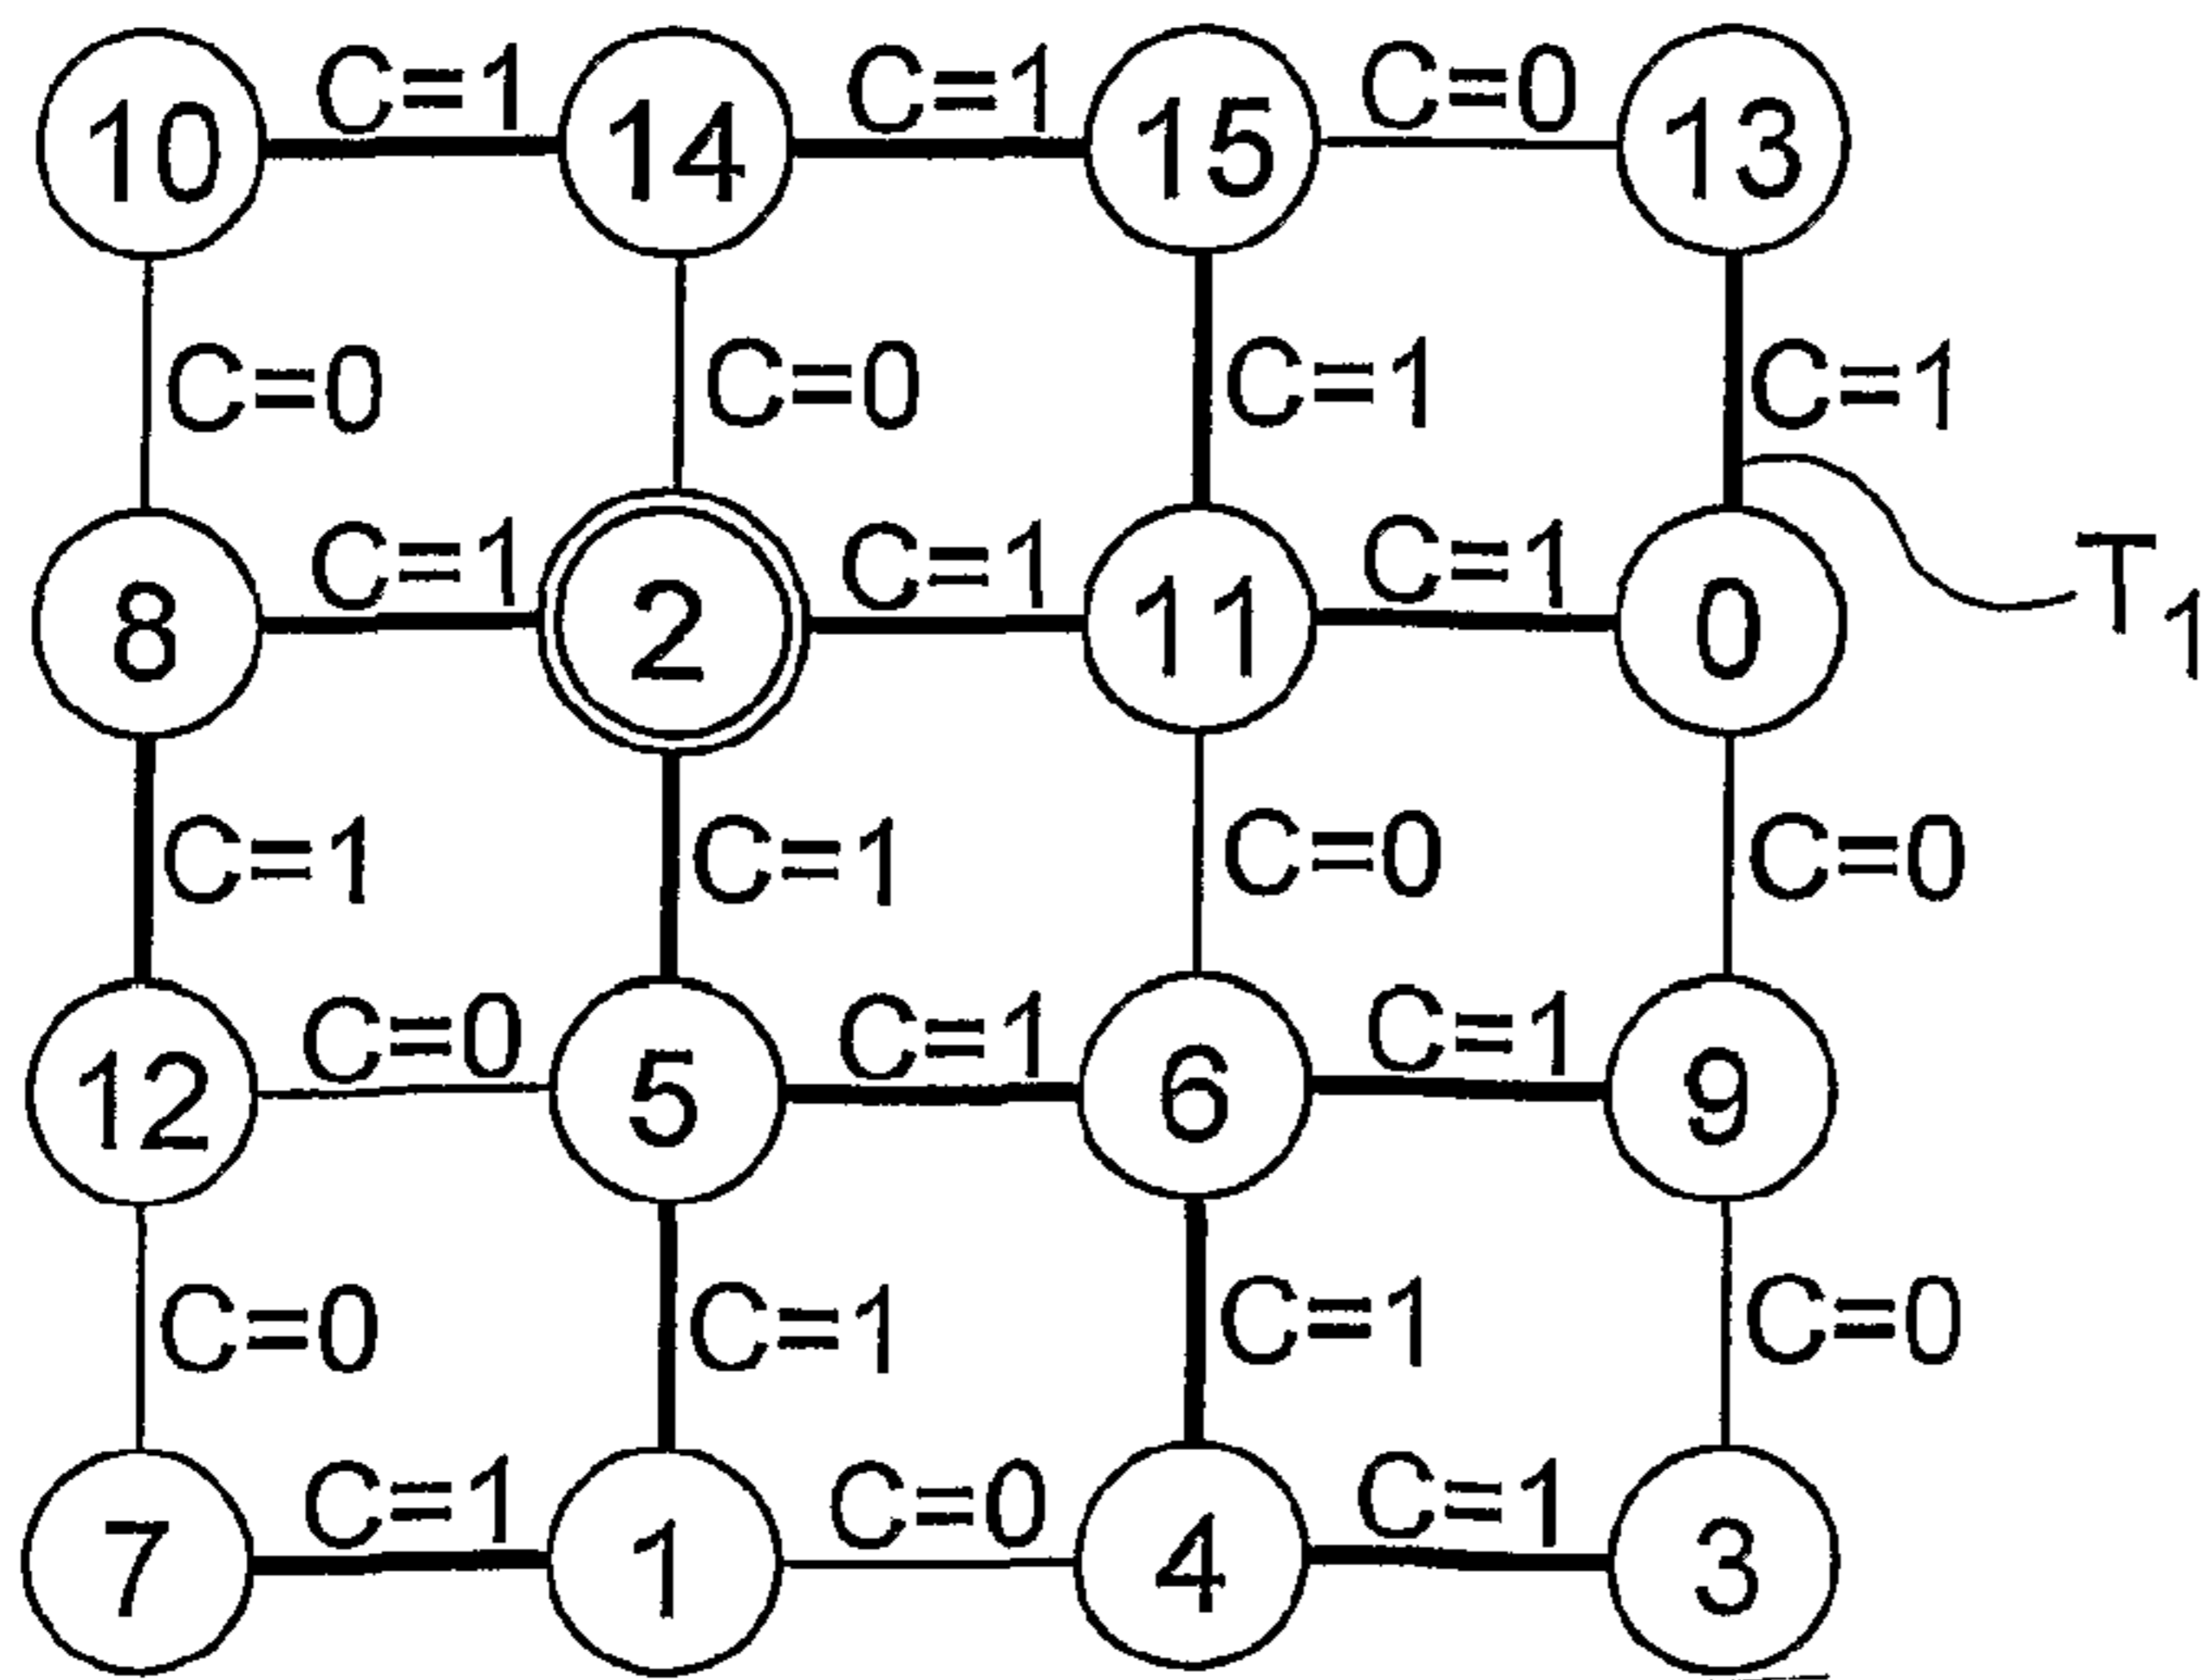 C=1 C=1 C=0
10 14 15 13
C=0 C=0 C=1 C=1
C=1 C=1 C=1
8 2 11 0 T1
C=1 C=1 C=0 C=0
C=0 C=1 C=1
12 5 6 9
C=0 C=1 C=1 C=0
C=1 C=0 C=1
7 1 4 3